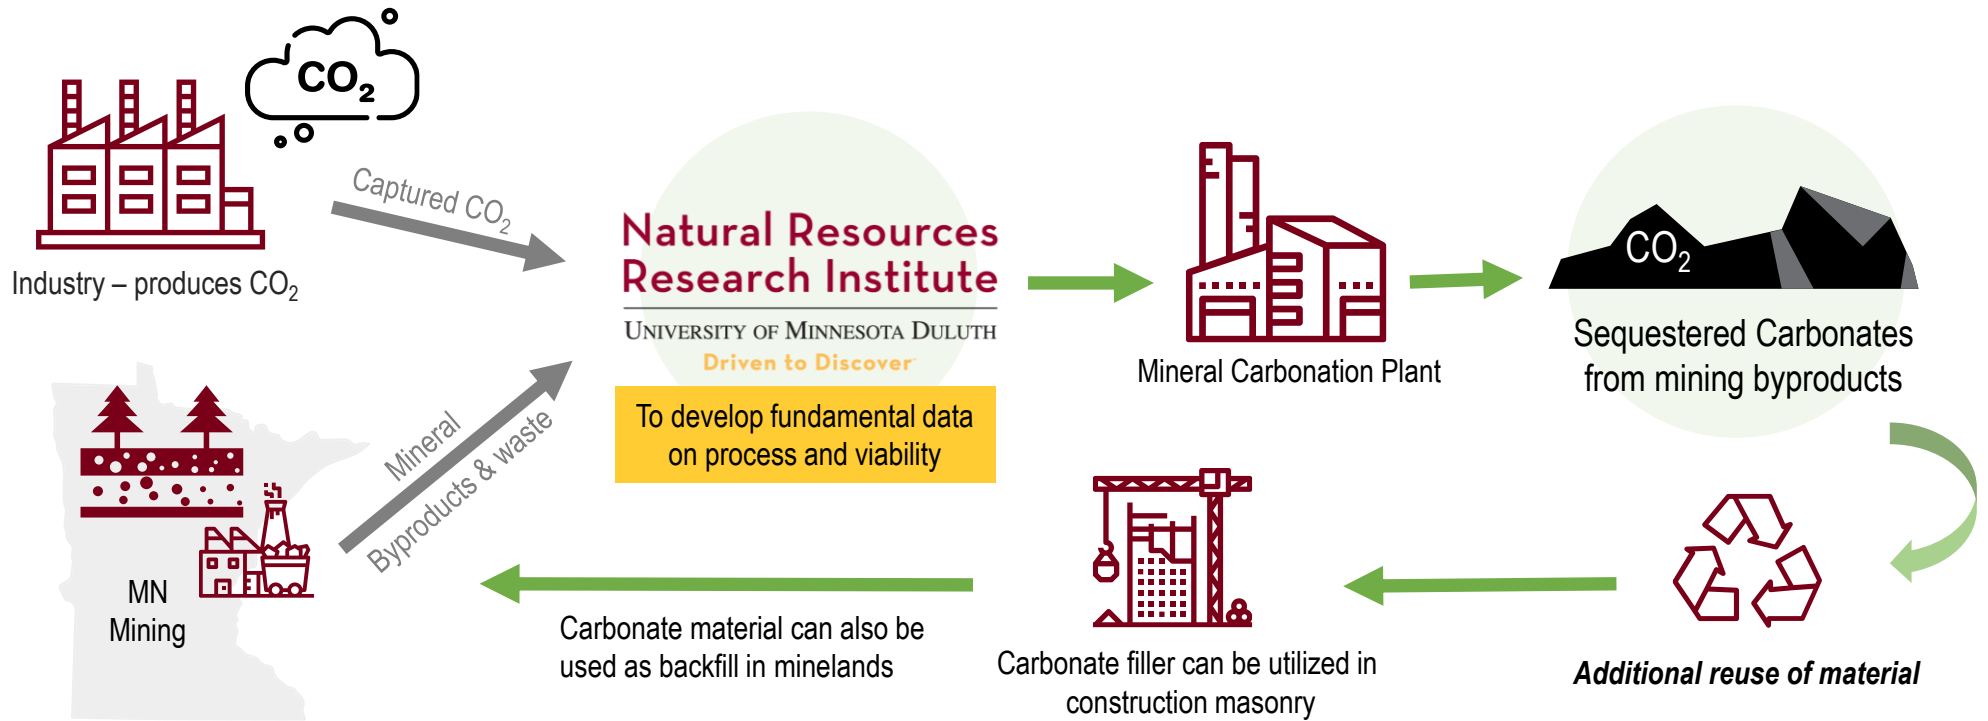 CO₂
Captured CO₂
Industry – produces CO₂
Natural Resources
Research Institute
UNIVERSITY OF MINNESOTA DULUTH
Driven to Discover
To develop fundamental data
on process and viability
Mineral Carbonation Plant
CO₂
Sequestered Carbonates
from mining byproducts
Mineral
Byproducts & waste
MN
Mining
Carbonate material can also be
used as backfill in minelands
Carbonate filler can be utilized in
construction masonry
Additional reuse of material